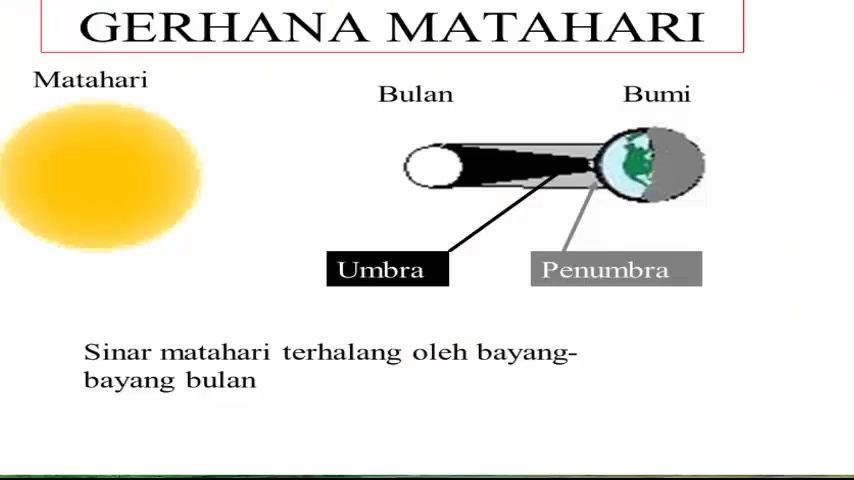 GERHANA MATAHARI
Matahari
Bulan
Bumi
Umbra
Penumbra
Sinar matahari terhalang oleh bayang-
bayang bulan